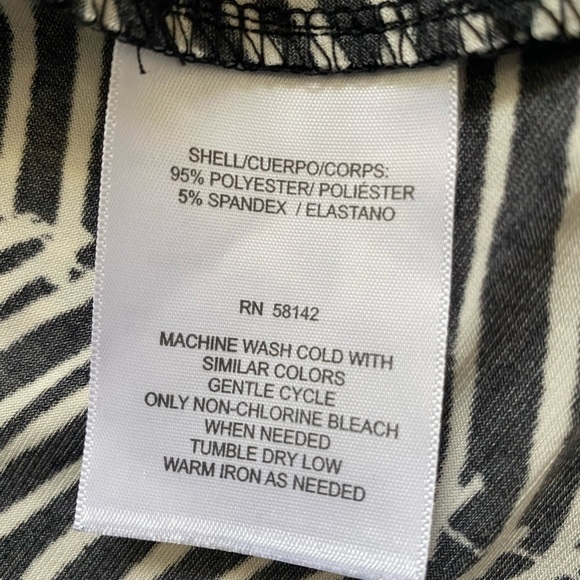 SHELL/CUERPO/CORPS:
95% POLYESTER/ POLIÉSTER
5% SPANDEX / ELASTANO
RN 58142
MACHINE WASH COLD WITH
SIMILAR COLORS
GENTLE CYCLE
ONLY NON-CHLORINE BLEACH
WHEN NEEDED
TUMBLE DRY LOW
WARM IRON AS NEEDED